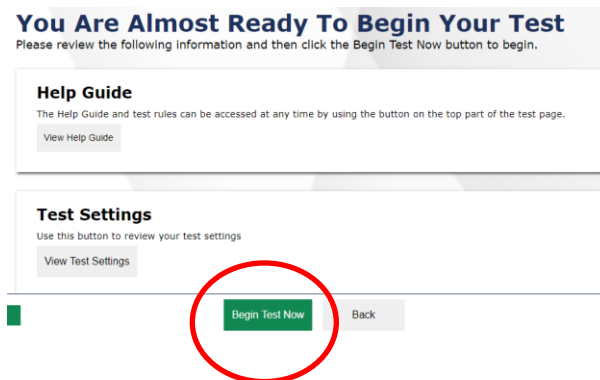 You Are Almost Ready To Begin Your Test
Please review the following information and then click the Begin Test Now button to begin.
Help Guide
The Help Guide and test rules can be accessed at any time by using the button on the top part of the test page.
View Help Guide
Test Settings
Use this button to review your test settings
View Test Settings
Begin Test Now Back